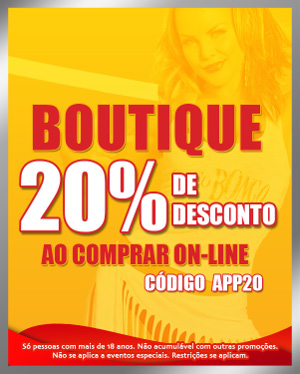 BOUTIQUE
20% DE
DESCONTO
AO COMPRAR ON-LINE
CÓDIGO APP20
Só pessoas com mais de 18 anos. Não acumulável com outras promoções.
Não se aplica a eventos especiais. Restrições se aplicam.